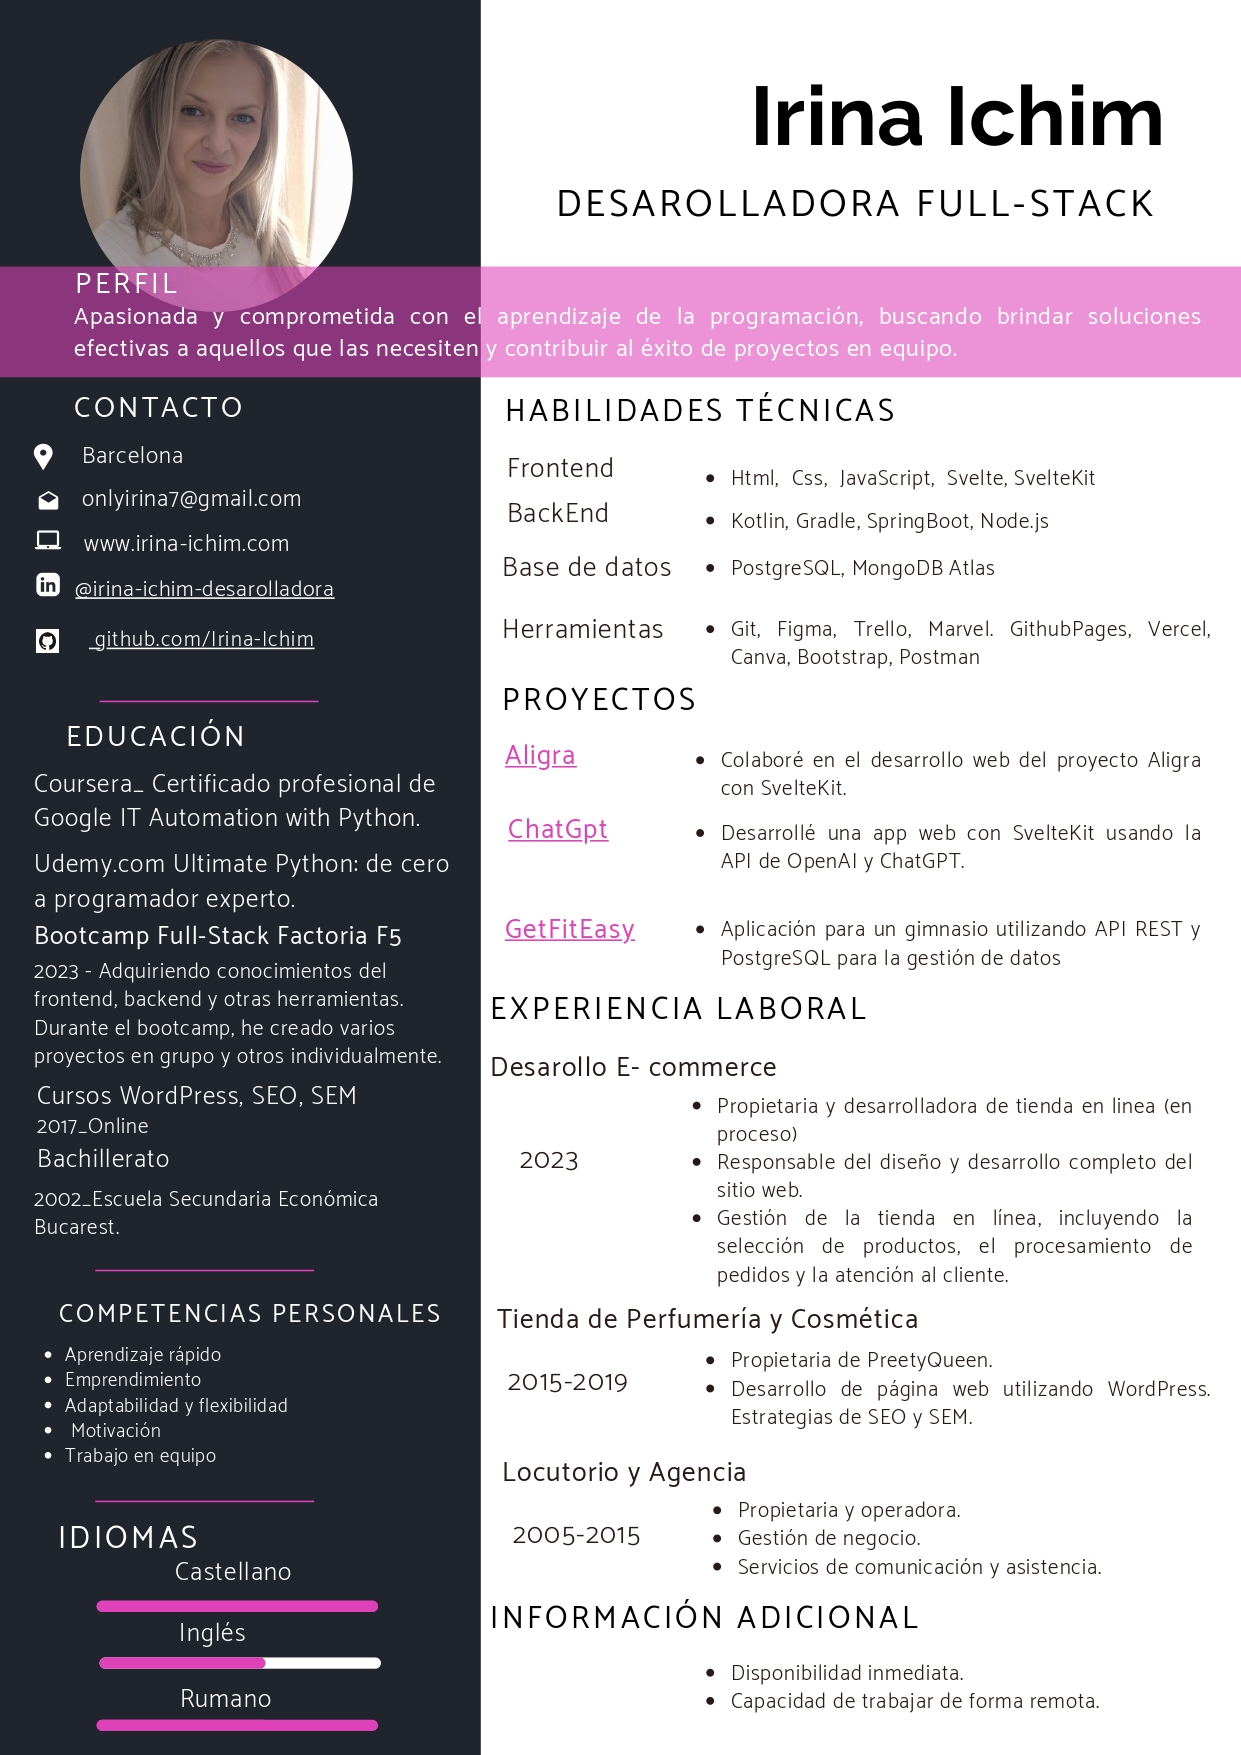 Irina Ichim
DESAROLLADORA FULL-STACK
PERFIL
Apasionada y comprometida con el aprendizaje de la programación, buscando brindar soluciones
efectivas a aquellos que las necesiten y contribuir al éxito de proyectos en equipo.
CONTACTO
Barcelona
onlyirina7@gmail.com
www.irina-ichim.com
in
@irina-ichim-desarolladora
github.com/Irina-Ichim
EDUCACIÓN
Coursera_ Certificado profesional de
Google IT Automation with Python.
Udemy.com Ultimate Python: de cero
a programador experto.
Bootcamp Full-Stack Factoria F5
2023 - Adquiriendo conocimientos del
frontend, backend y otras herramientas.
Durante el bootcamp, he creado varios
proyectos en grupo y otros individualmente.
Cursos WordPress, SEO, SEM
2017_Online
Bachillerato
2002_Escuela Secundaria Económica
Bucarest.
COMPETENCIAS PERSONALES
• Aprendizaje rápido
• Emprendimiento
• Adaptabilidad y flexibilidad
• Motivación
• Trabajo en equipo
IDIOMAS
Castellano
Inglés
Rumano
HABILIDADES TÉCNICAS
Frontend
• Html, Css, JavaScript, Svelte, SvelteKit
BackEnd
• Kotlin, Gradle, SpringBoot, Node.js
Base de datos
• PostgreSQL, MongoDB Atlas
Herramientas
• Git, Figma, Trello, Marvel. GithubPages, Vercel,
Canva, Bootstrap, Postman
PROYECTOS
Aligra
• Colaboré en el desarrollo web del proyecto Aligra
con SvelteKit.
ChatGpt
• Desarrollé una app web con SvelteKit usando la
API de OpenAI y ChatGPT.
GetFitEasy
• Aplicación para un gimnasio utilizando API REST y
PostgreSQL para la gestión de datos
EXPERIENCIA LABORAL
Desarollo E- commerce
2023
• Propietaria y desarrolladora de tienda en linea (en
proceso)
• Responsable del diseño y desarrollo completo del
sitio web.
• Gestión de la tienda en línea, incluyendo la
selección de productos, el procesamiento de
pedidos y la atención al cliente.
Tienda de Perfumería y Cosmética
2015-2019
• Propietaria de PreetyQueen.
• Desarrollo de página web utilizando WordPress.
Estrategias de SEO y SEM.
Locutorio y Agencia
2005-2015
• Propietaria y operadora.
• Gestión de negocio.
• Servicios de comunicación y asistencia.
INFORMACIÓN ADICIONAL
• Disponibilidad inmediata.
• Capacidad de trabajar de forma remota.